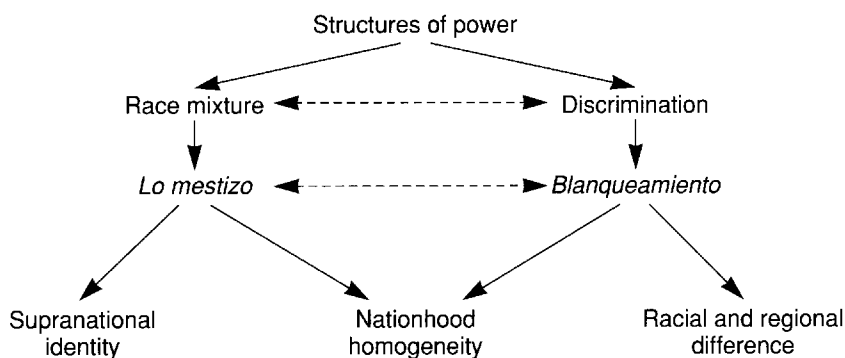 Structures of power
Race mixture
Discrimination
Lo mestizo
Blanqueamiento
Supranational
identity
Nationhood
homogeneity
Racial and regional
difference